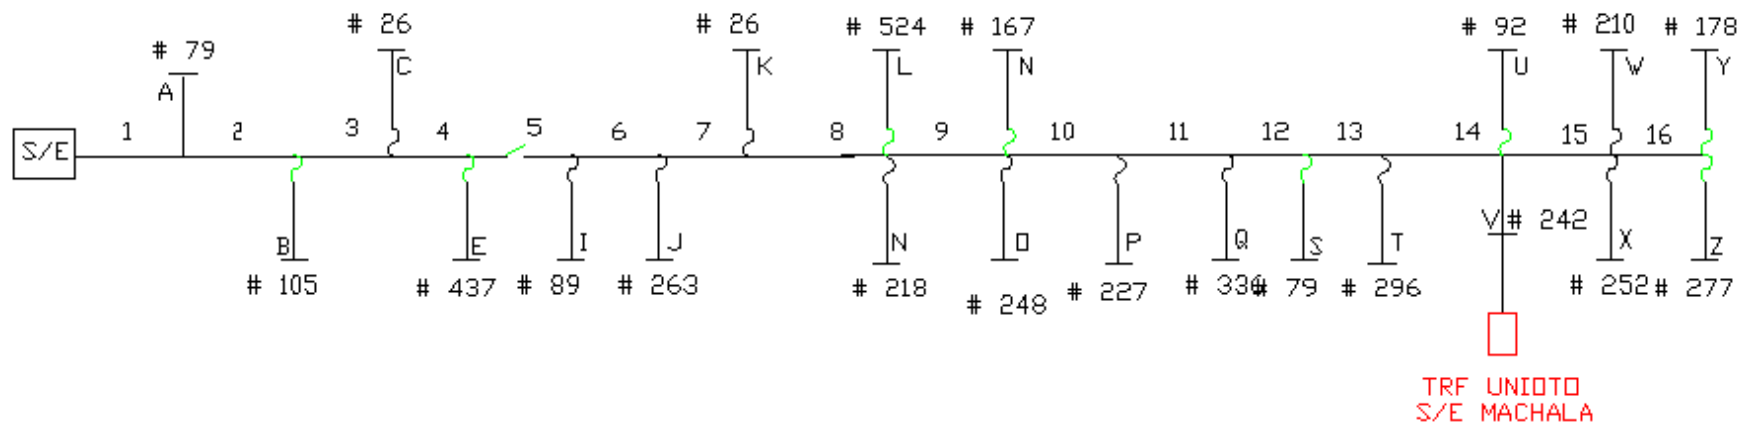 # 79
# 26
# 26
# 524
# 167
# 92
# 210
# 178
A
C
K
L
N
U
W
Y
S/E
1
2
3
4
5
6
7
8
9
10
11
12
13
14
15
16
B
E
I
J
N
O
P
Q
S
T
V
# 242
X
Z
# 105
# 437
# 89
# 263
# 218
# 248
# 227
# 336
# 79
# 296
# 252
# 277
TRF UNIOTO
S/E MACHALA